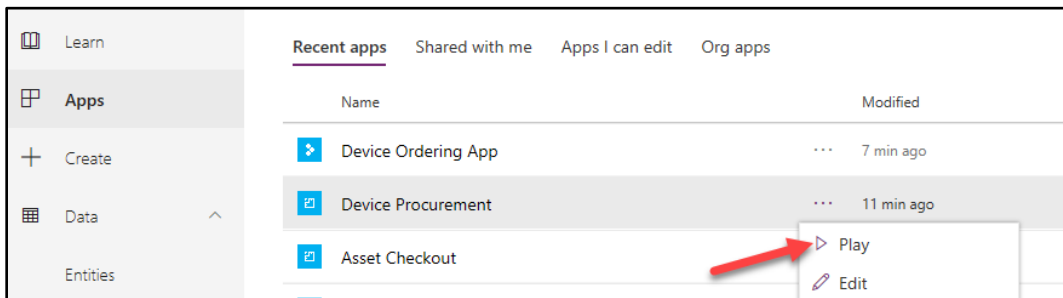 Learn
Apps
Create
Data
Entities
Recent apps Shared with me Apps I can edit Org apps
Name Modified
Device Ordering App ... 7 min ago
Device Procurement ... 11 min ago
Asset Checkout
Play
Edit